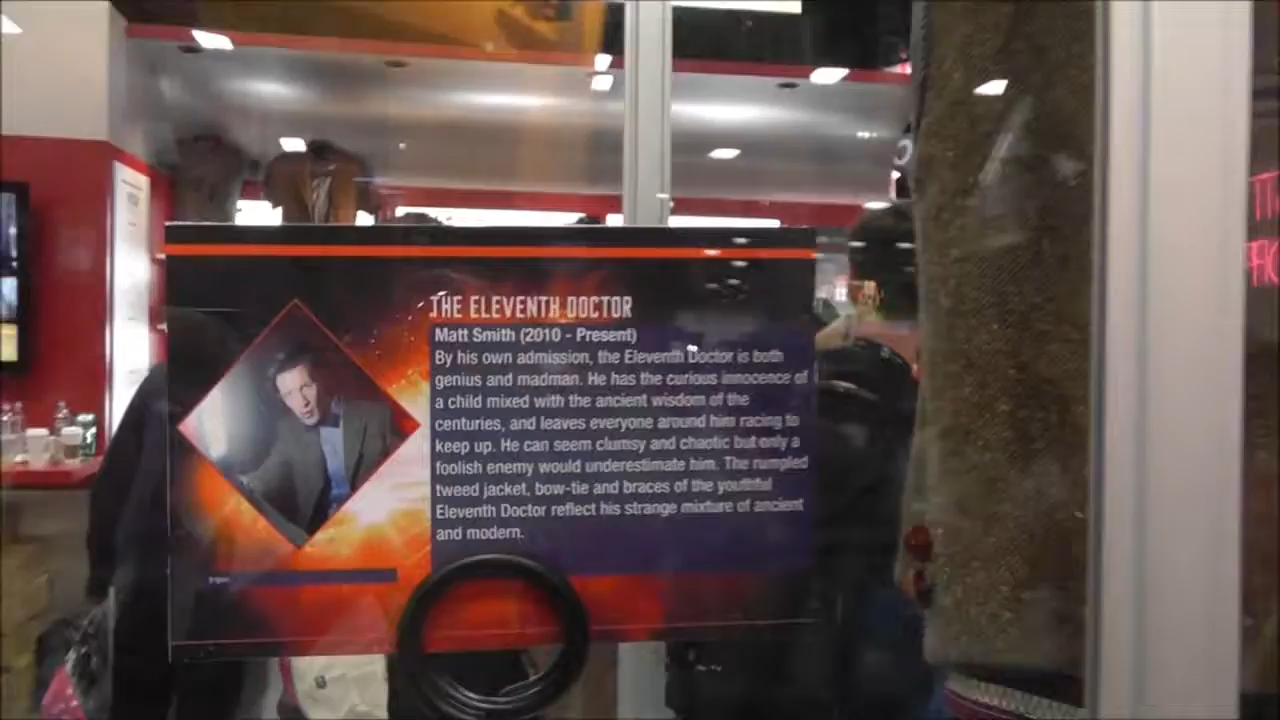 THE ELEVENTH DOCTOR
Matt Smith (2010 - Present)
By his own admission, the Eleventh Doctor is both
genius and madman. He has the curious innocence of
a child mixed with the ancient wisdom of the
centuries, and leaves everyone around him racing to
keep up. He can seem clumsy and chaotic but only a
foolish enemy would underestimate him. The rumpled
tweed jacket, bow-tie and braces of the youthful
Eleventh Doctor reflect his strange mixture of ancient
and modern.